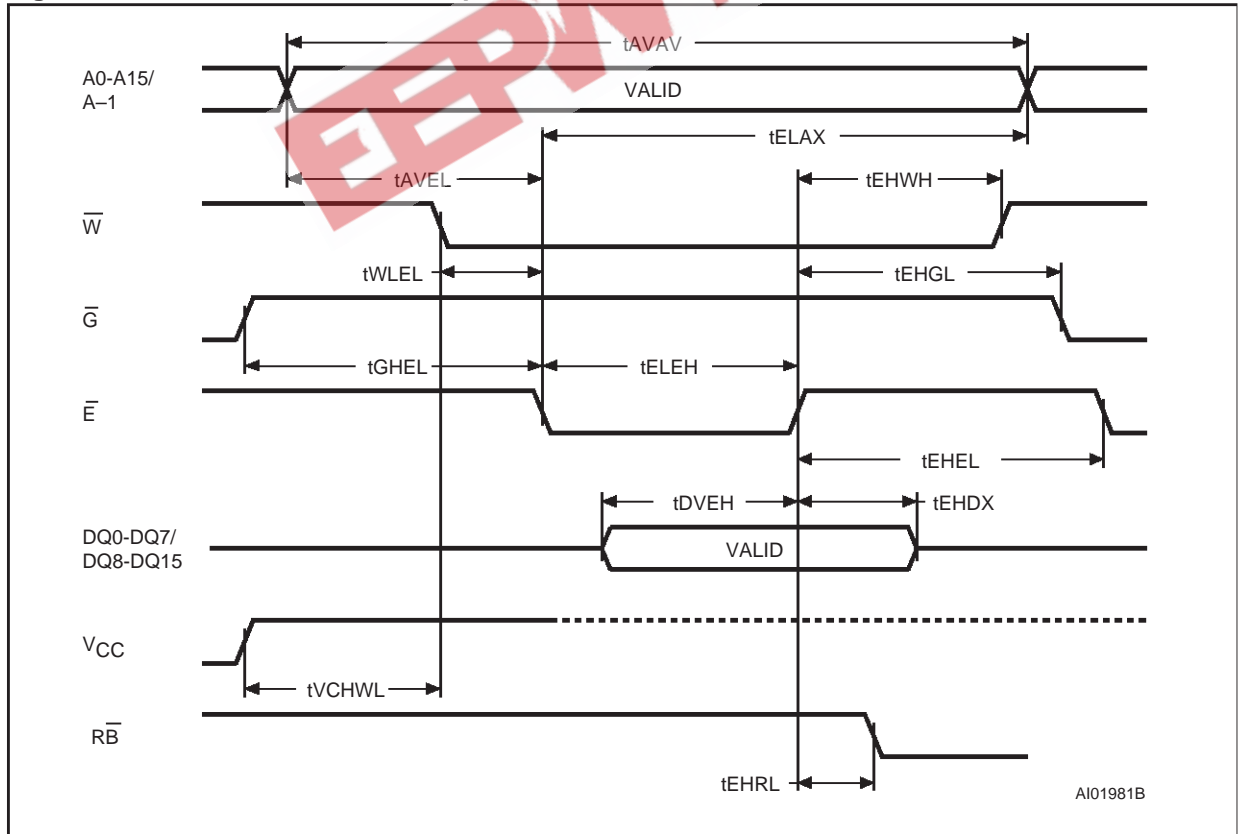 tAVAV
A0-A15/
A–1
VALID
tELAX
tAVEL
tEHWH
W̅
tWLEL
tEHGL
G̅
tGHEL
tELEH
E̅
tEHEL
tDVEH
tEHDX
DQ0-DQ7/
DQ8-DQ15
VALID
VCC
tVCHWL
RB̅
tEHRL
AI01981B